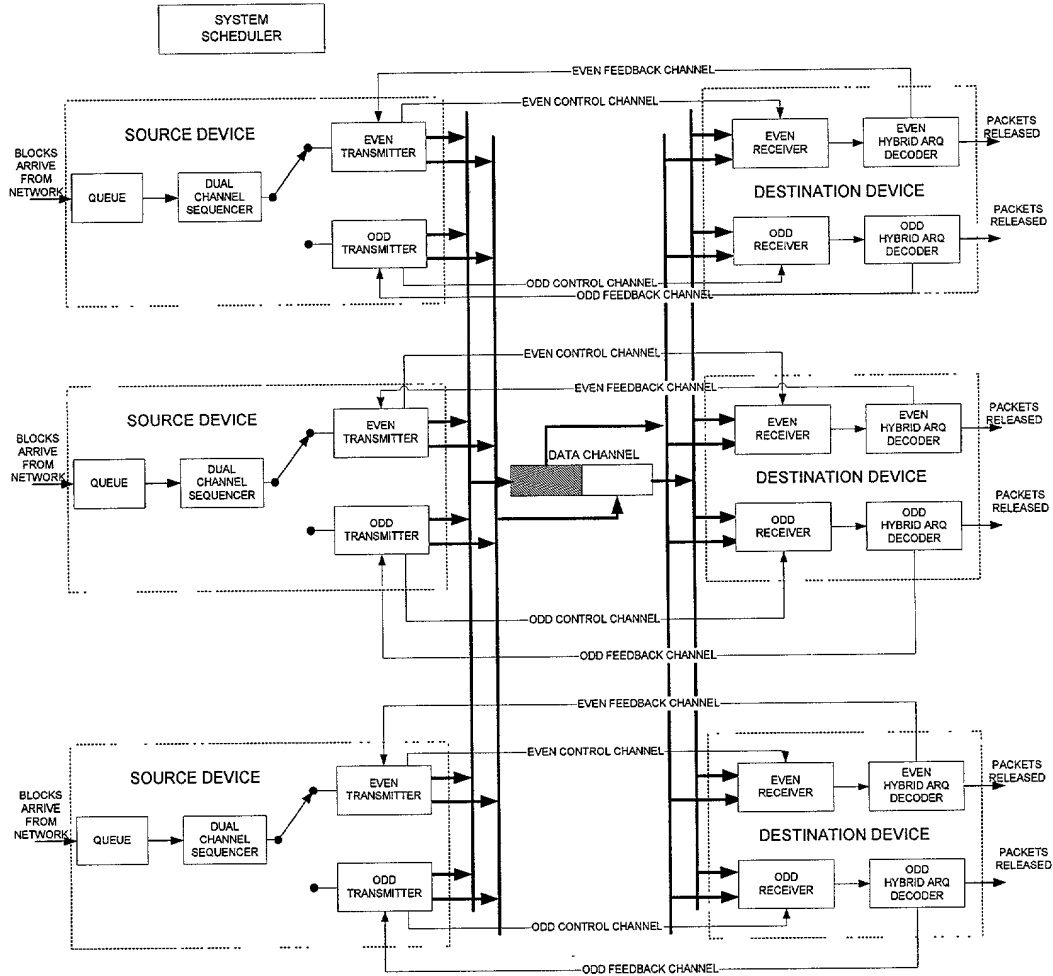 SYSTEM
SCHEDULER
EVEN FEEDBACK CHANNEL
EVEN CONTROL CHANNEL
SOURCE DEVICE
BLOCKS
ARRIVE
FROM
NETWORK
QUEUE
DUAL
CHANNEL
SEQUENCER
EVEN
TRANSMITTER
ODD
TRANSMITTER
EVEN
RECEIVER
EVEN
HYBRID ARQ
DECODER
PACKETS
RELEASED
DESTINATION DEVICE
ODD
RECEIVER
ODD
HYBRID ARQ
DECODER
PACKETS
RELEASED
ODD CONTROL CHANNEL
ODD FEEDBACK CHANNEL
EVEN CONTROL CHANNEL
EVEN FEEDBACK CHANNEL
SOURCE DEVICE
BLOCKS
ARRIVE
FROM
NETWORK
QUEUE
DUAL
CHANNEL
SEQUENCER
EVEN
TRANSMITTER
ODD
TRANSMITTER
DATA CHANNEL
EVEN
RECEIVER
EVEN
HYBRID ARQ
DECODER
PACKETS
RELEASED
DESTINATION DEVICE
ODD
RECEIVER
ODD
HYBRID ARQ
DECODER
PACKETS
RELEASED
ODD CONTROL CHANNEL
ODD FEEDBACK CHANNEL
EVEN FEEDBACK CHANNEL
EVEN CONTROL CHANNEL
SOURCE DEVICE
BLOCKS
ARRIVE
FROM
NETWORK
QUEUE
DUAL
CHANNEL
SEQUENCER
EVEN
TRANSMITTER
ODD
TRANSMITTER
EVEN
RECEIVER
EVEN
HYBRID ARQ
DECODER
PACKETS
RELEASED
DESTINATION DEVICE
ODD
RECEIVER
ODD
HYBRID ARQ
DECODER
PACKETS
RELEASED
ODD CONTROL CHANNEL
ODD FEEDBACK CHANNEL